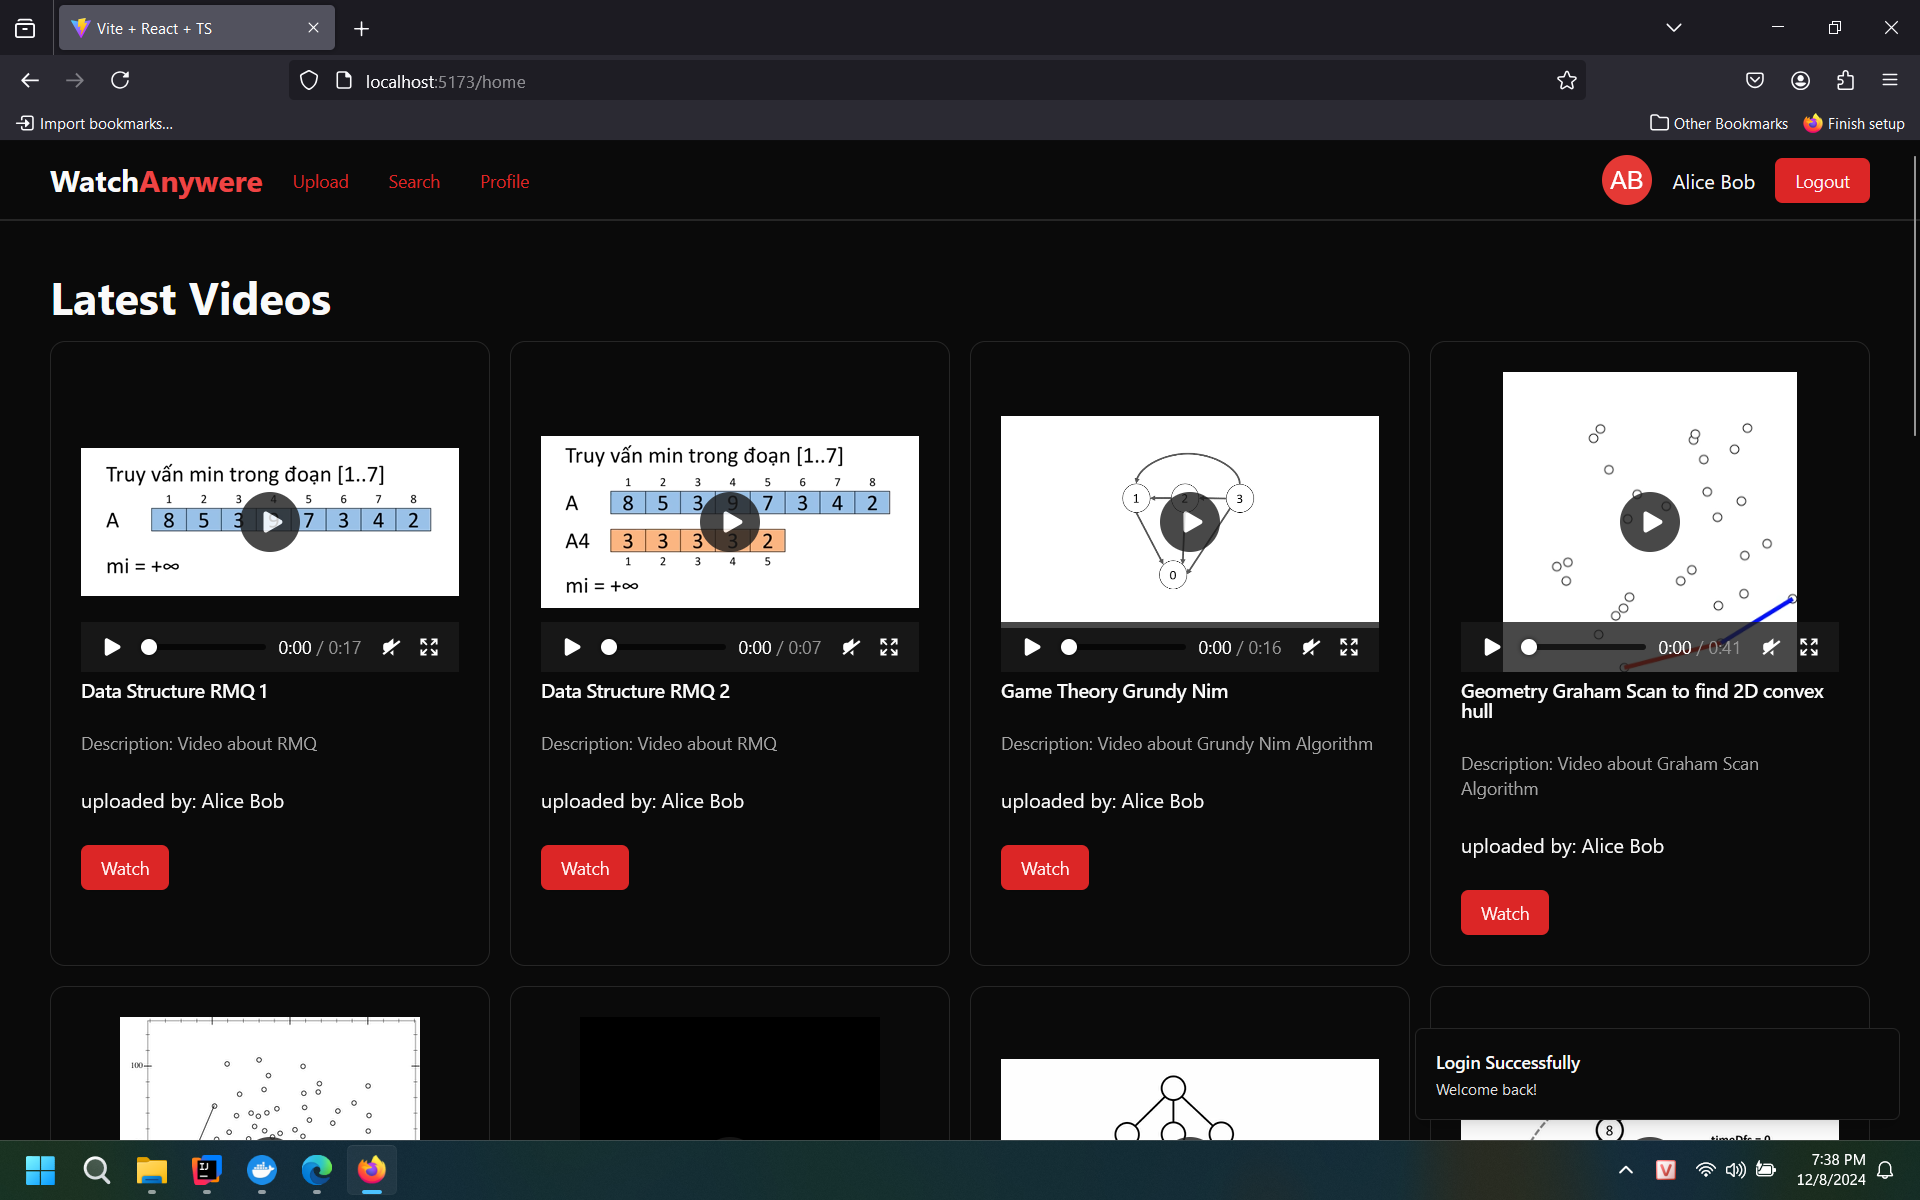 Vite + React + TS
localhost:5173/home
Import bookmarks...
Other Bookmarks
Finish setup
WatchAnywere
Upload
Search
Profile
AB
Alice Bob
Logout
Latest Videos
Truy vấn min trong đoạn [1..7]
1 2 3 4 5 6 7 8
A 8 5 3 9 7 3 4 2
mi = +∞
0:00 / 0:17
Data Structure RMQ 1
Description: Video about RMQ
uploaded by: Alice Bob
Watch
Truy vấn min trong đoạn [1..7]
1 2 3 4 5 6 7 8
A 8 5 3 9 7 3 4 2
A4 3 3 3 3 2
1 2 3 4 5
mi = +∞
0:00 / 0:07
Data Structure RMQ 2
Description: Video about RMQ
uploaded by: Alice Bob
Watch
1 2 3
0
0:00 / 0:16
Game Theory Grundy Nim
Description: Video about Grundy Nim Algorithm
uploaded by: Alice Bob
Watch
0:00 / 0:41
Geometry Graham Scan to find 2D convex
hull
Description: Video about Graham Scan
Algorithm
uploaded by: Alice Bob
Watch
100
8
Login Successfully
Welcome back!
7:38 PM
12/8/2024